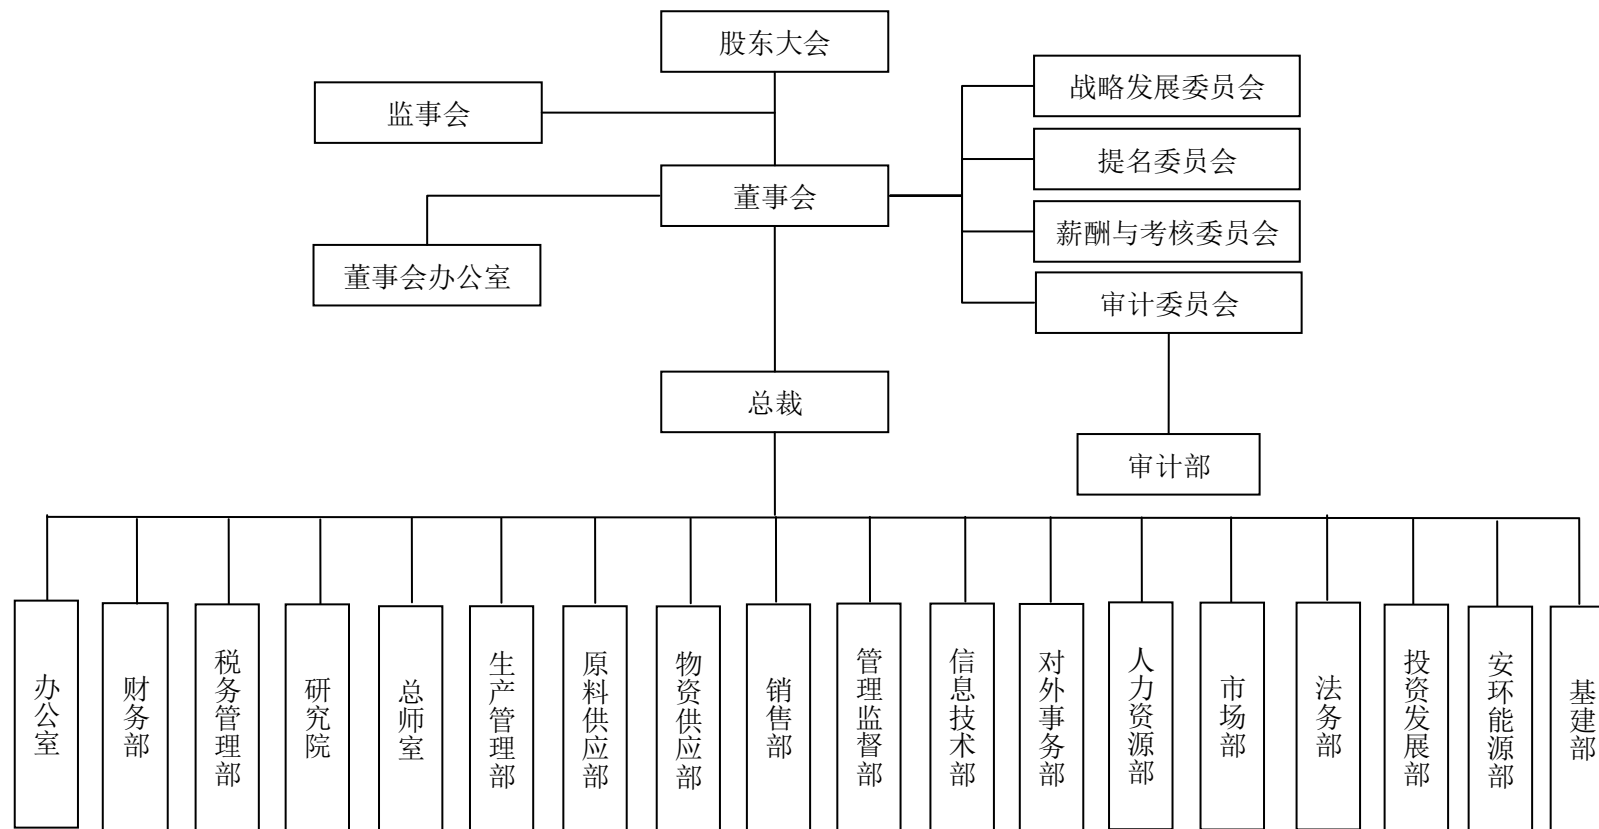 股东大会
监事会
战略发展委员会
提名委员会
董事会
薪酬与考核委员会
董事会办公室
审计委员会
总裁
审计部
办公室
财务部
税务管理部
研究院
总师室
生产管理部
原料供应部
物资供应部
销售部
管理监督部
信息技术部
对外事务部
人力资源部
市场部
法务部
投资发展部
安环能源部
基建部